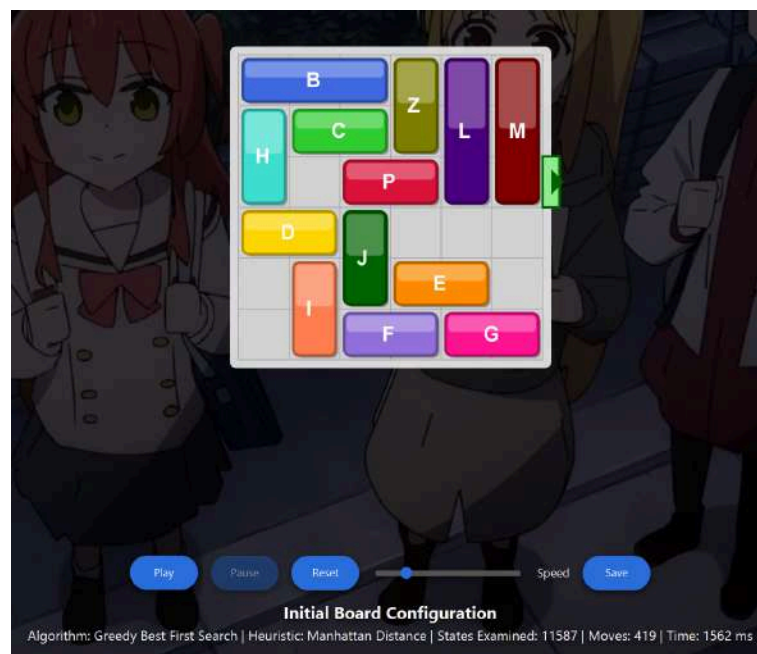 B
Z
L
M
C
H
P
D
J
E
I
F
G
Play
Pause
Reset
Speed
Save
Initial Board Configuration
Algorithm: Greedy Best First Search | Heuristic: Manhattan Distance | States Examined: 11587 | Moves: 419 | Time: 1562 ms